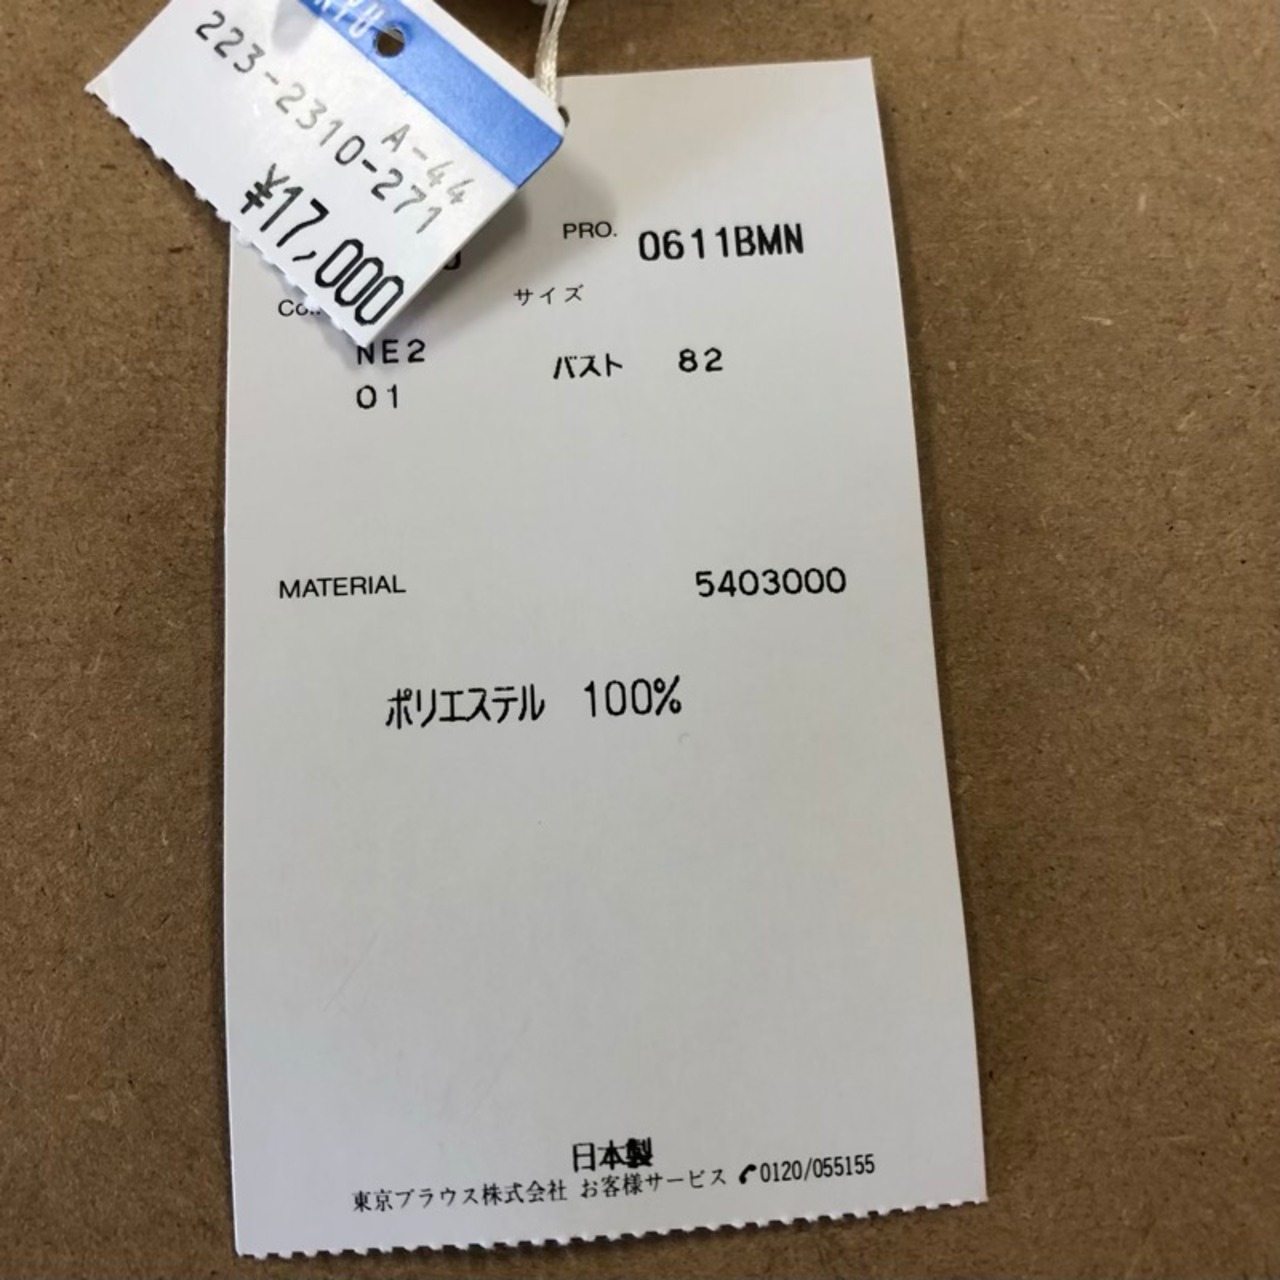 223-2310-271
A-44
¥17,000
PRO. 0611BMN
サイズ
NE2
01
バスト 82
MATERIAL 5403000
ポリエステル 100%
日本製
東京ブラウス株式会社 お客様サービス 0120/055155